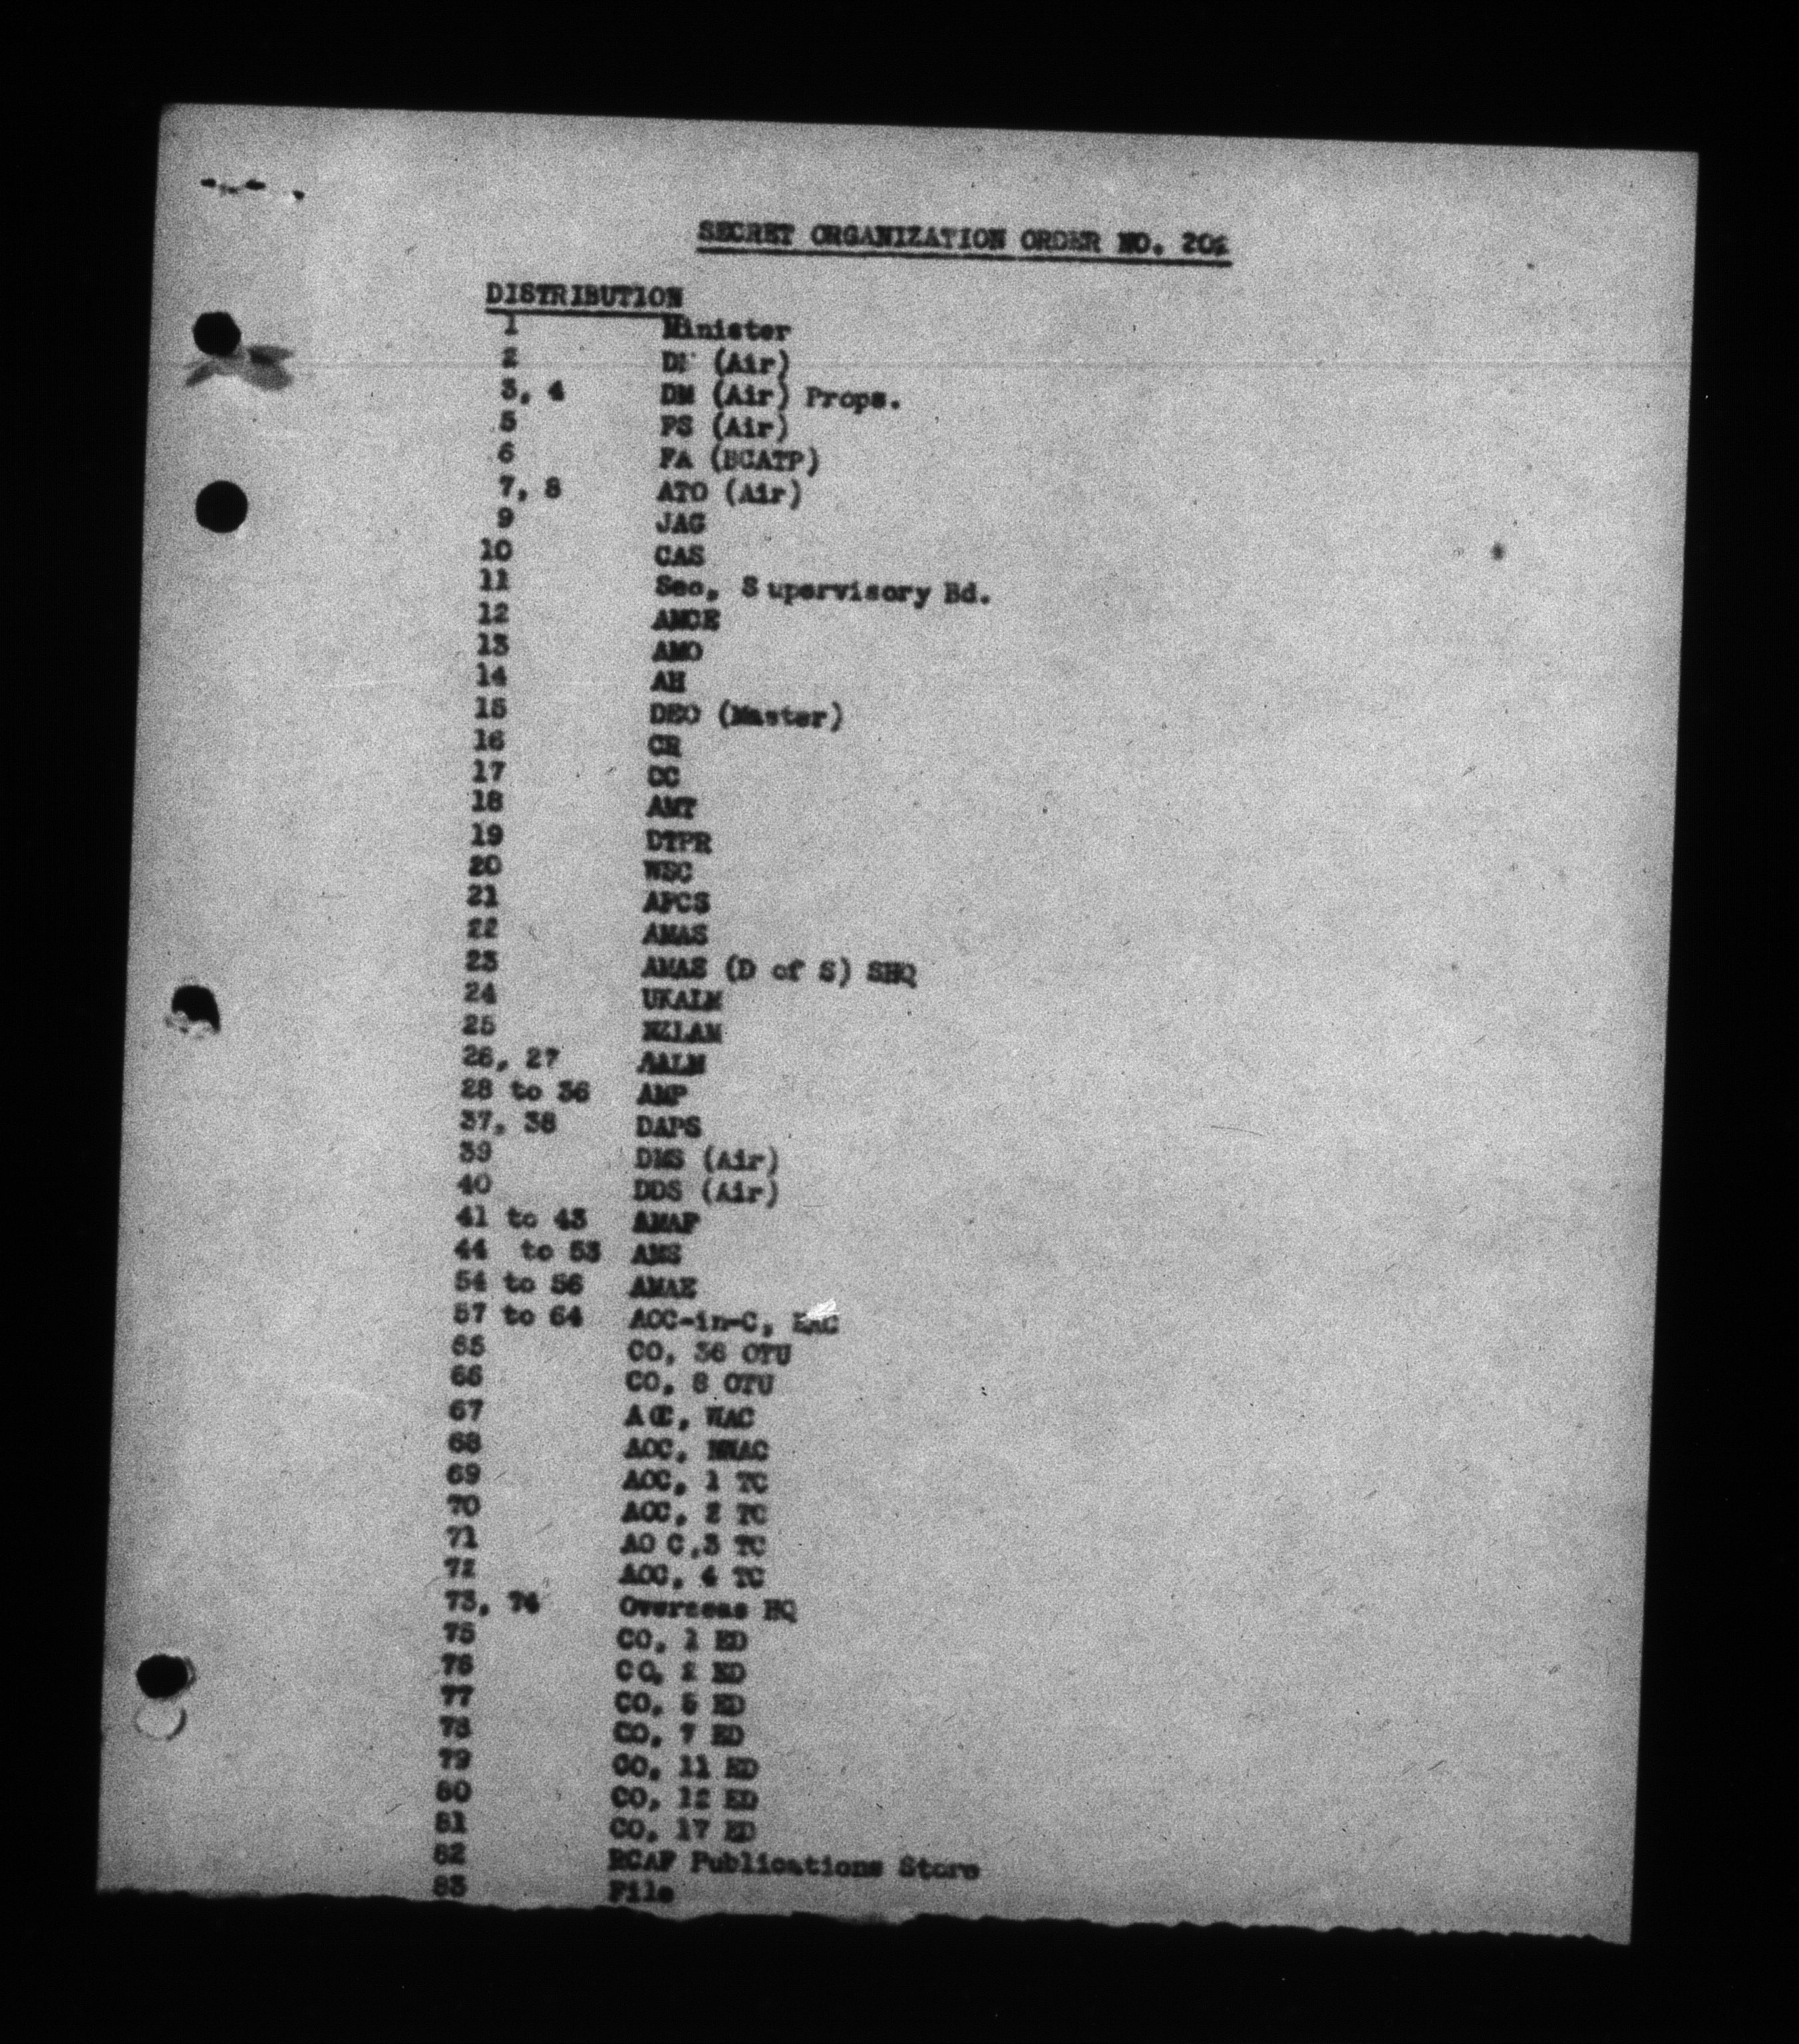 SECRET ORGANIZATION ORDER NO.
DISTRIBUTION
1 Minister
2 (Air)
3, 4 DM (Air) Props.
5 FS (Air)
6 FA (BCATP)
7, 8 ATO (Air)
9 JAG
10 CAS
11 Sec, S upervisory Bd.
12 AMCE
13 AMO
14 AH
15 DEO (Master)
16 CR
17 CC
18 AMT
19 DTPR
20 WSC
21 AFCS
22 AMAS
23 AMAS (D of S) SHQ
24 UKALM
25 NZLAM
26, 27 AALM
28 to 36 AMP
37, 38 DAPS
39 DMS (Air)
40 DDS (Air)
41 to 43 AMAF
44 to 53 AMS
54 to 56 AMAE
57 to 64 AOC-in-C, EAC
65 CO, 36 OTU
66 CO, 8 OTU
67 AOC, WAC
68 AOC, NWAC
69 AOC, 1 TC
70 AOC, 2 TC
71 AO C,3 TC
72 AOC, 4 TC
73, 74 Overseas HQ
75 CO, 1 ED
76 CO, 2 ED
77 CO, 5 ED
78 CO, 7 ED
79 CO, 11 ED
80 CO, 12 ED
81 CO, 17 ED
82 RCAF Publications Store
83 File